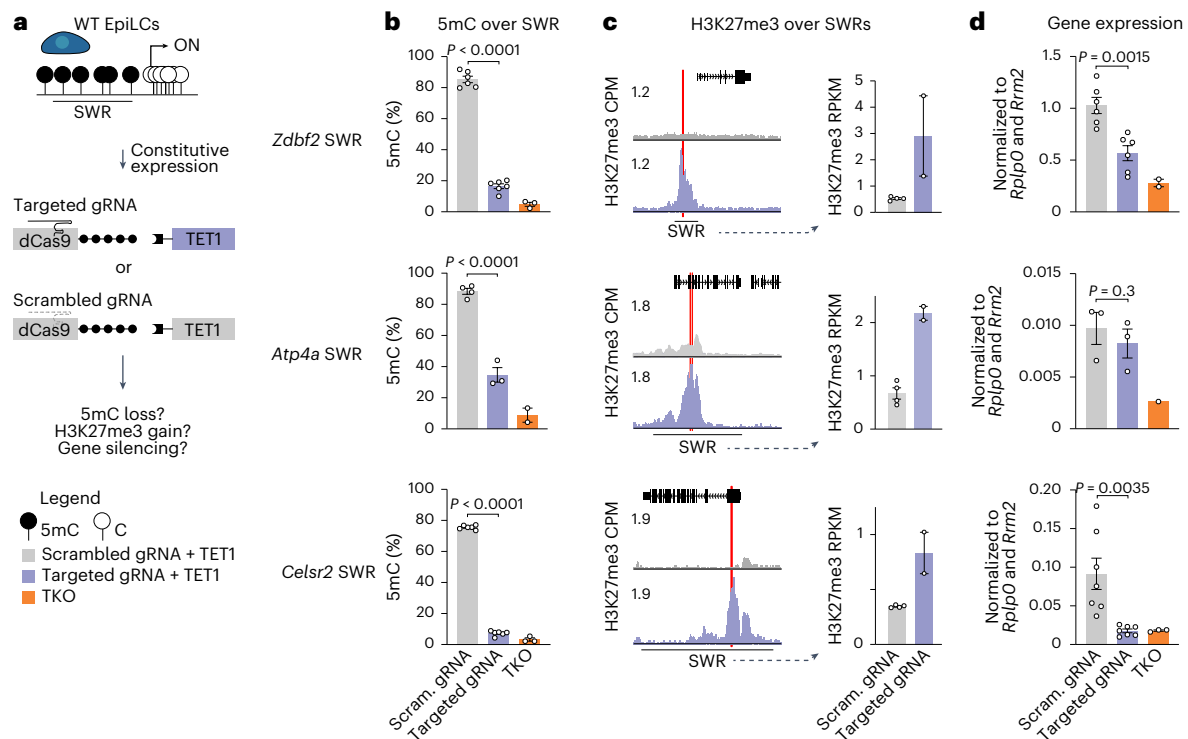 a
WT EpiLCs
ON
SWR
Constitutive
expression
Targeted gRNA
dCas9
TET1
or
Scrambled gRNA
dCas9
TET1
5mC loss?
H3K27me3 gain?
Gene silencing?
Legend
5mC
C
Scrambled gRNA + TET1
Targeted gRNA + TET1
TKO
Zdbf2 SWR
Atp4a SWR
Celsr2 SWR
b
5mC over SWR
P < 0.0001
5mC (%)
100
80
60
40
20
0
P < 0.0001
5mC (%)
100
80
60
40
20
0
P < 0.0001
5mC (%)
100
80
60
40
20
0
Scram. gRNA
Targeted gRNA
TKO
c
H3K27me3 over SWRs
H3K27me3 CPM
1.2
1.2
SWR
H3K27me3 RPKM
5
4
3
2
1
0
H3K27me3 CPM
1.8
1.8
SWR
H3K27me3 RPKM
2
1
0
H3K27me3 CPM
1.9
1.9
SWR
H3K27me3 RPKM
1
0
Scram. gRNA
Targeted gRNA
d
Gene expression
Normalized to
Rplp0 and Rrm2
P = 0.0015
1.5
1.0
0.5
0
Normalized to
Rplp0 and Rrm2
P = 0.3
0.015
0.010
0.005
0
Normalized to
Rplp0 and Rrm2
P = 0.0035
0.20
0.15
0.10
0.05
0
Scram. gRNA
Targeted gRNA
TKO